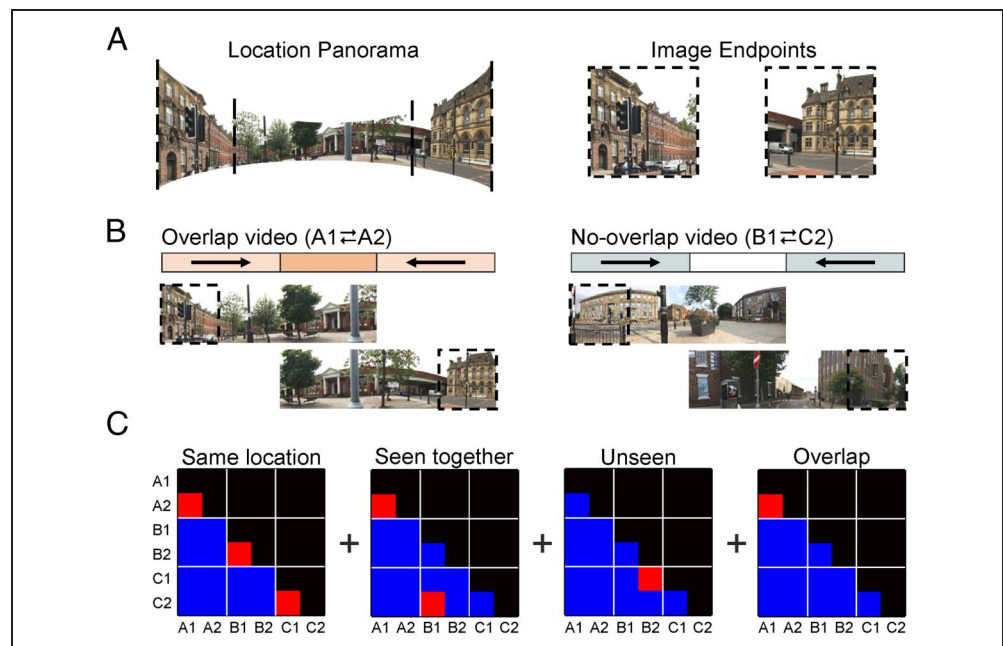 A
Location Panorama Image Endpoints
B
Overlap video (A1⇄A2) No-overlap video (B1⇄C2)
C
Same location Seen together Unseen Overlap
A1
A2
B1
B2
C1
C2
+ + +
A1 A2 B1 B2 C1 C2 A1 A2 B1 B2 C1 C2 A1 A2 B1 B2 C1 C2 A1 A2 B1 B2 C1 C2